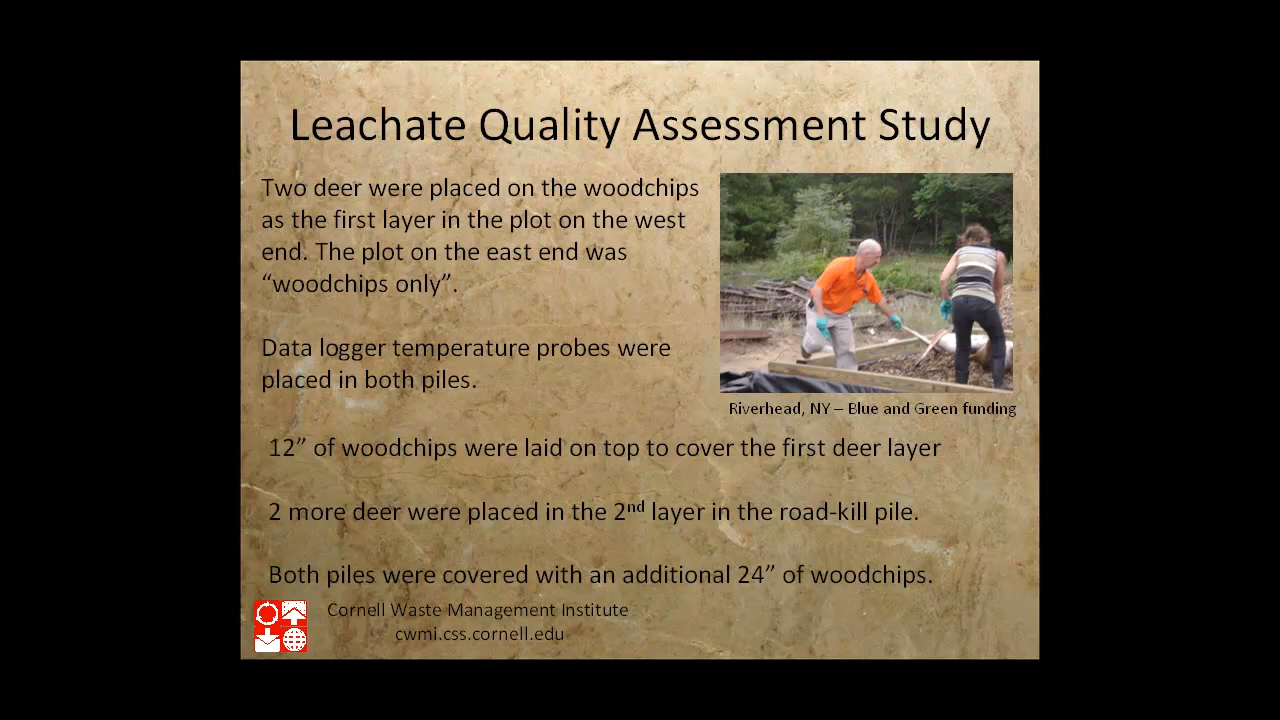 Leachate Quality Assessment Study
Two deer were placed on the woodchips
as the first layer in the plot on the west
end. The plot on the east end was
“woodchips only”.
Data logger temperature probes were
placed in both piles.
Riverhead, NY – Blue and Green funding
12” of woodchips were laid on top to cover the first deer layer
2 more deer were placed in the 2nd layer in the road-kill pile.
Both piles were covered with an additional 24” of woodchips.
Cornell Waste Management Institute
cwmi.css.cornell.edu